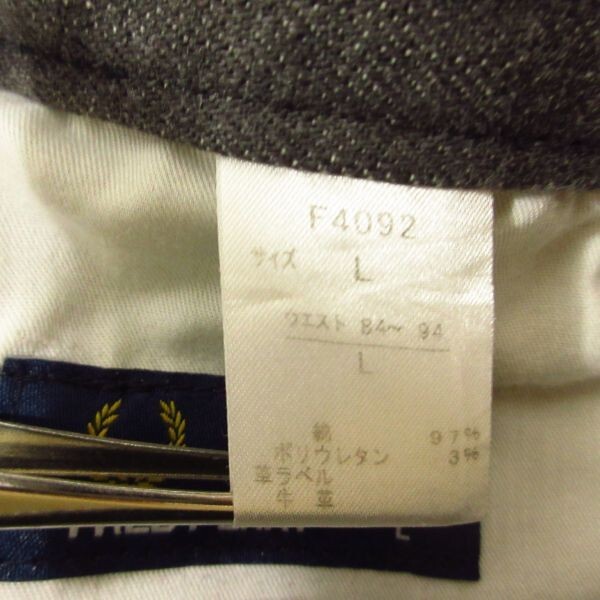 F4092
サイズ L
ウエスト 84～ 94
L
綿 97%
ポリウレタン 3%
革ラベル
牛 革
L